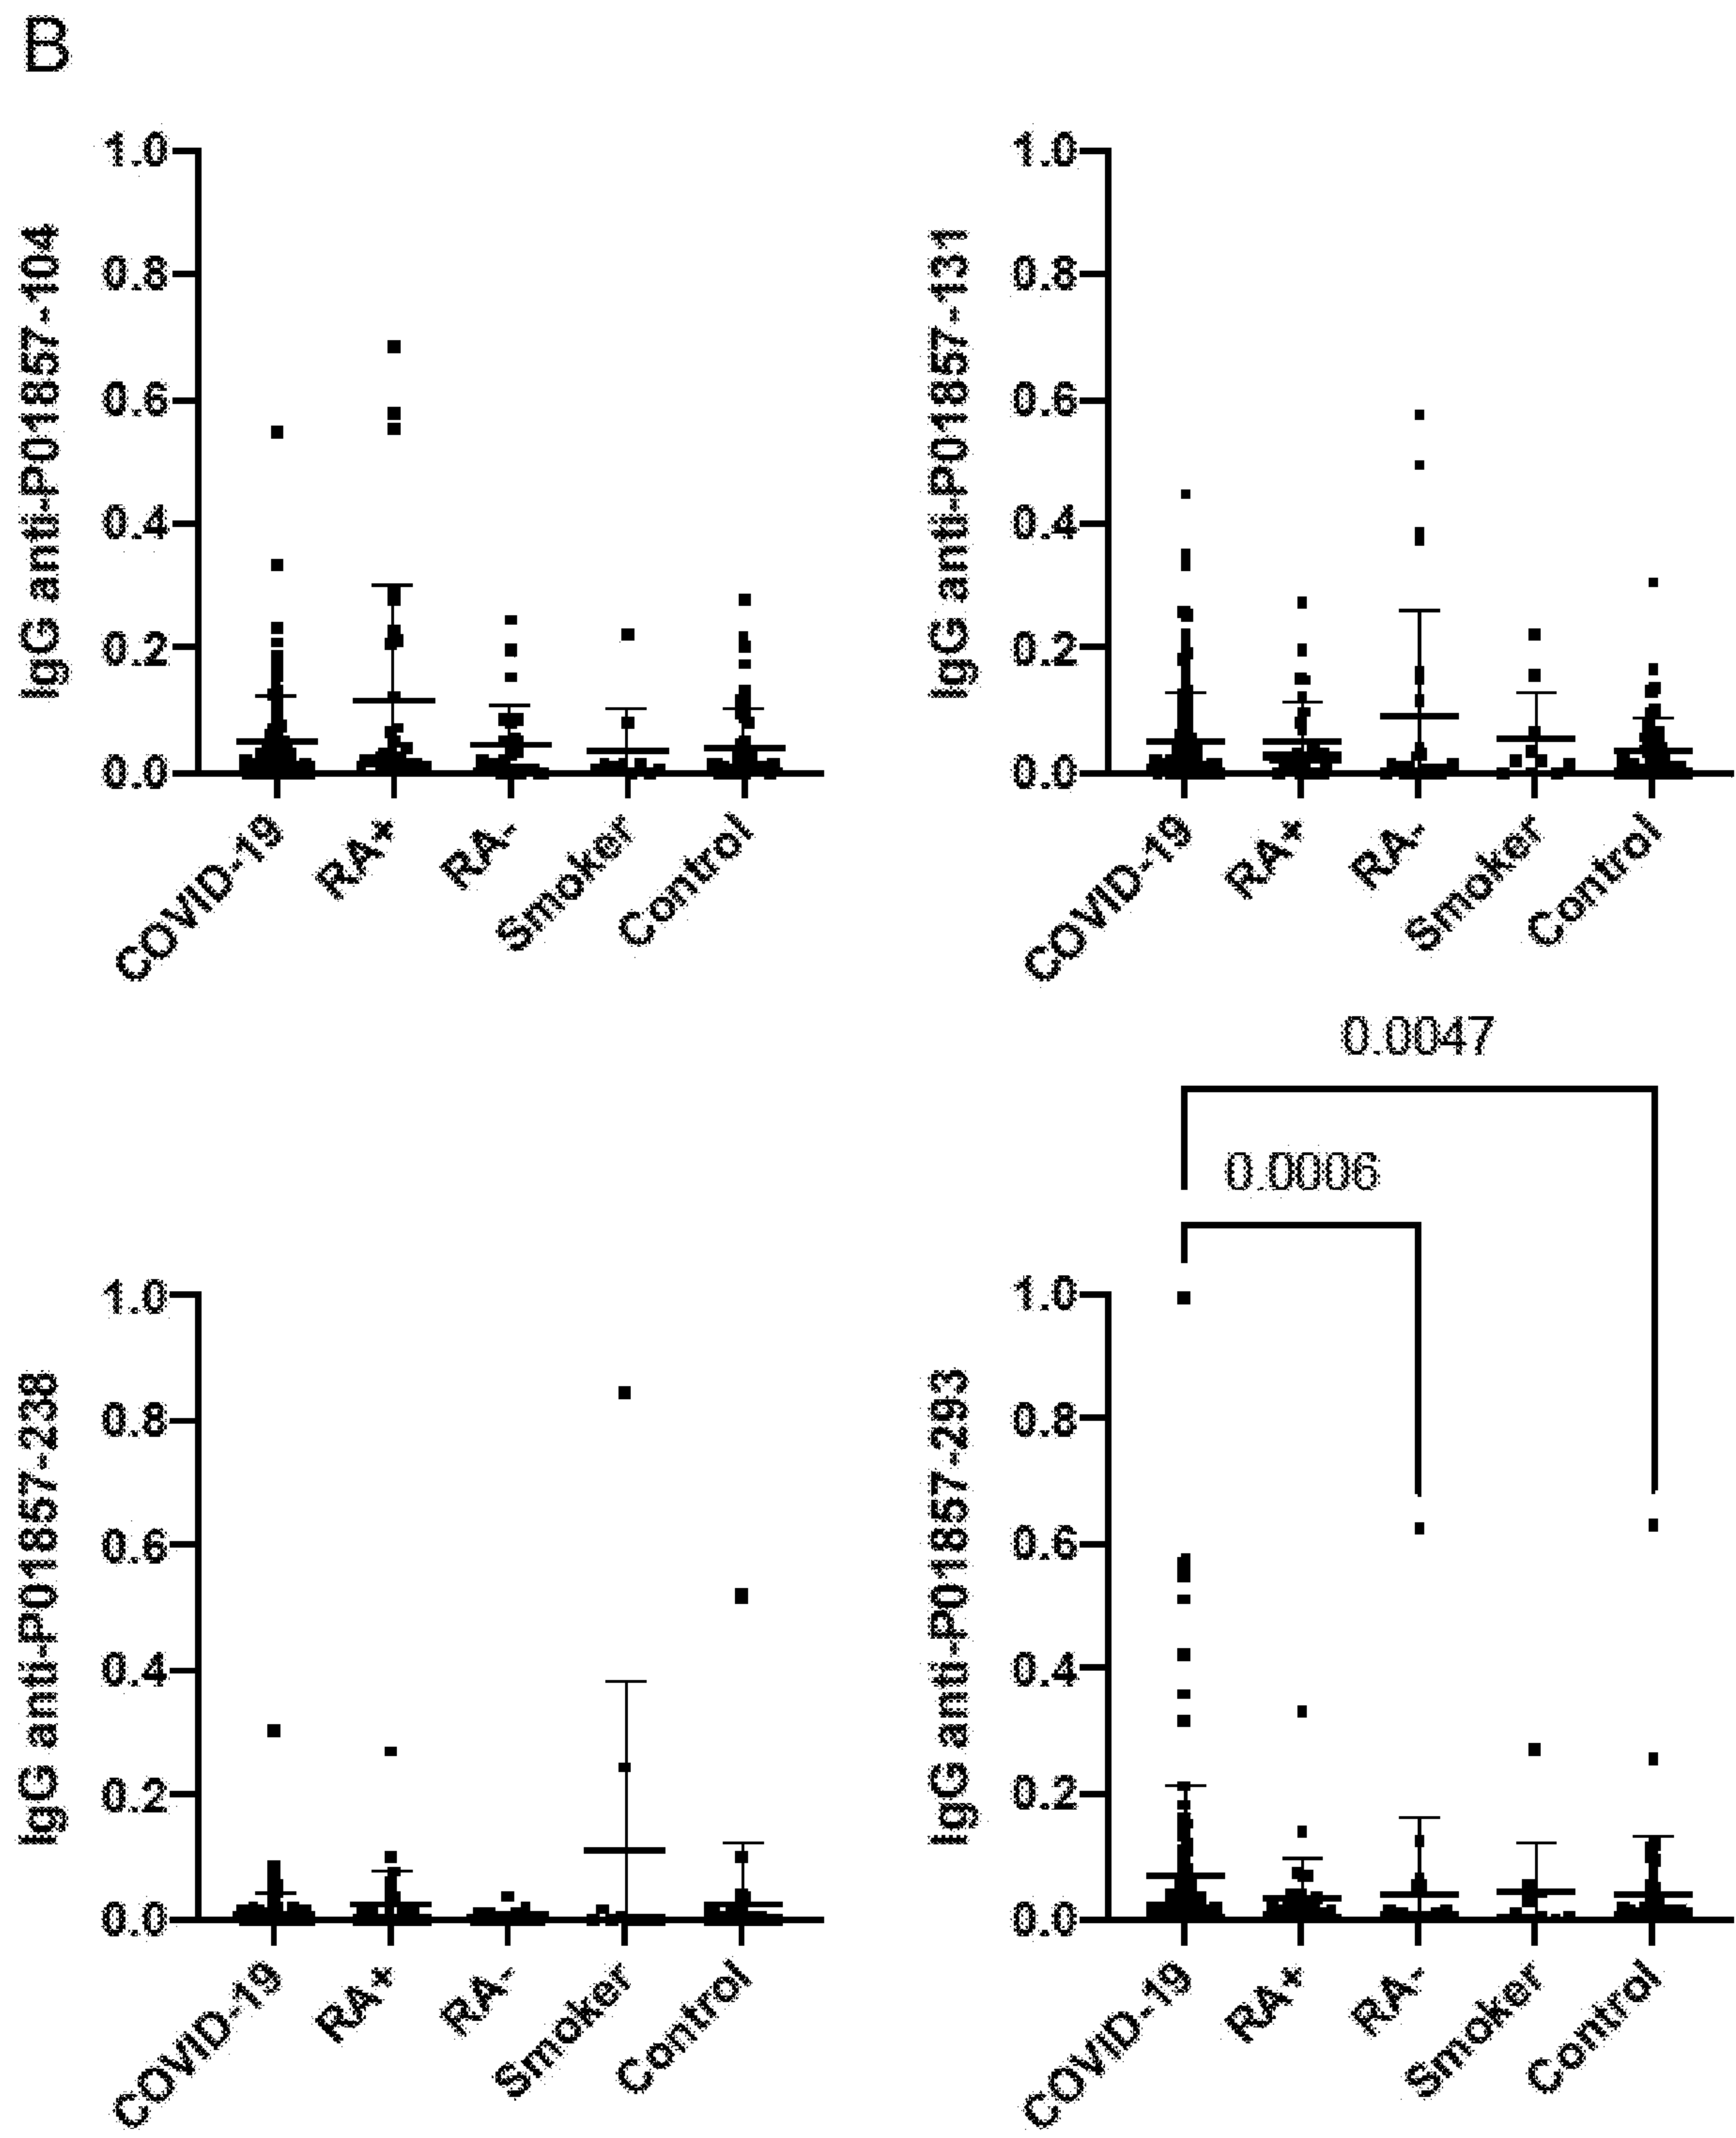 B
IgG anti-P01857-104
1.0
0.8
0.6
0.4
0.2
0.0
COVID-19
RA+
RA-
Smoker
Control
IgG anti-P01857-131
1.0
0.8
0.6
0.4
0.2
0.0
COVID-19
RA+
RA-
Smoker
Control
IgG anti-P01857-238
1.0
0.8
0.6
0.4
0.2
0.0
COVID-19
RA+
RA-
Smoker
Control
0.0047
0.0006
IgG anti-P01857-293
1.0
0.8
0.6
0.4
0.2
0.0
COVID-19
RA+
RA-
Smoker
Control